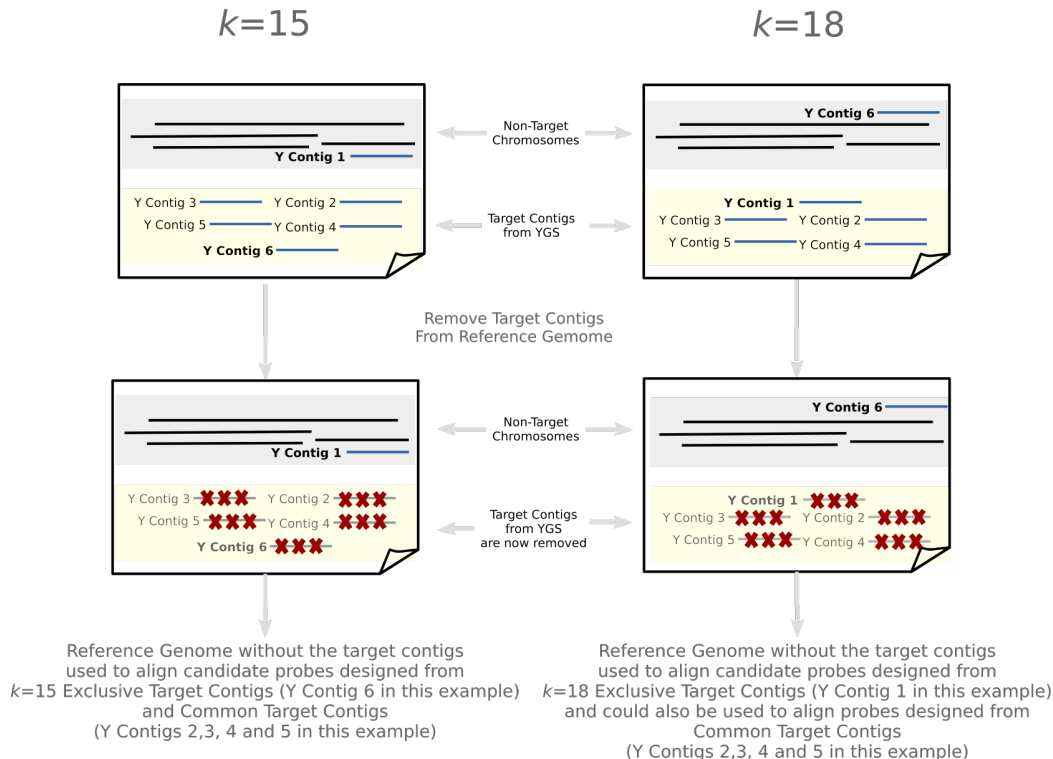 k=15
k=18
Non-Target
Chromosomes
Y Contig 1
Y Contig 6
Y Contig 3
Y Contig 2
Y Contig 5
Y Contig 4
Y Contig 6
Target Contigs
from YGS
Y Contig 1
Y Contig 3
Y Contig 2
Y Contig 5
Y Contig 4
Remove Target Contigs
From Reference Gemome
Y Contig 1
Non-Target
Chromosomes
Y Contig 6
Y Contig 3
Y Contig 2
Y Contig 5
Y Contig 4
Y Contig 6
Target Contigs
from YGS
are now removed
Y Contig 1
Y Contig 3
Y Contig 2
Y Contig 5
Y Contig 4
Reference Genome without the target contigs
used to align candidate probes designed from
k=15 Exclusive Target Contigs (Y Contig 6 in this example)
and Common Target Contigs
(Y Contigs 2,3, 4 and 5 in this example)
Reference Genome without the target contigs
used to align candidate probes designed from
k=18 Exclusive Target Contigs (Y Contig 1 in this example)
and could also be used to align probes designed from
Common Target Contigs
(Y Contigs 2,3, 4 and 5 in this example)